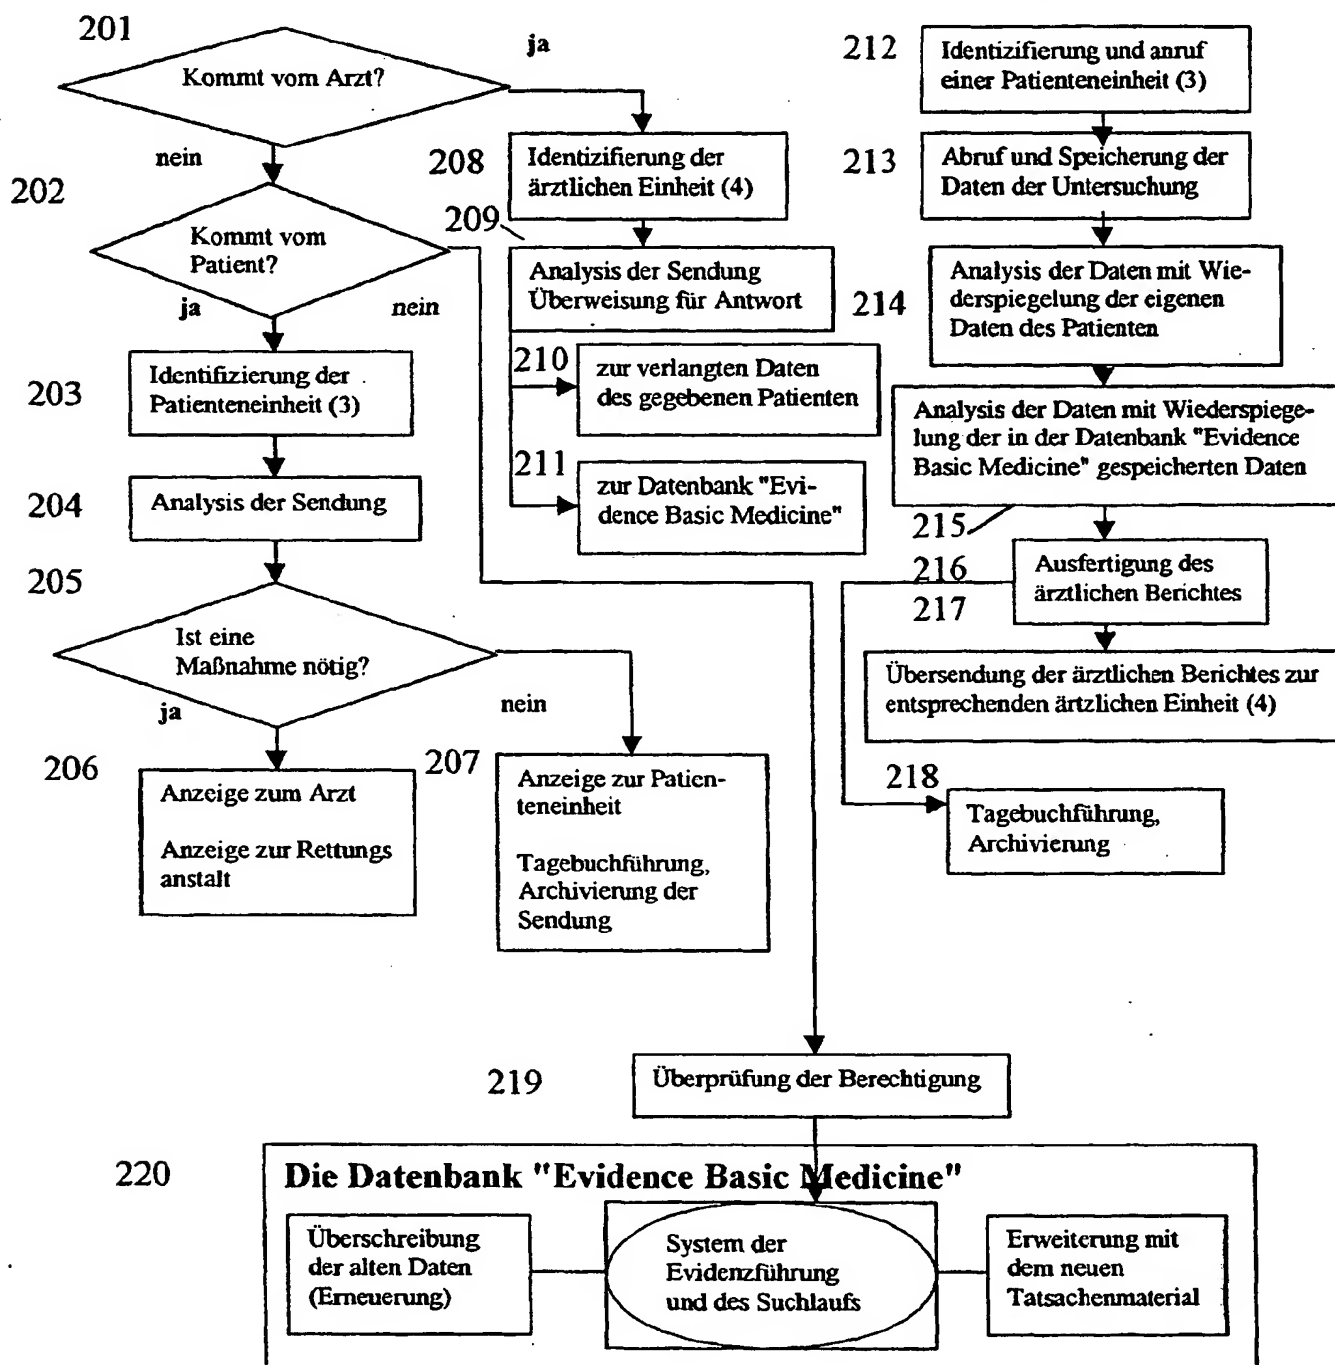 201
Kommt vom Arzt?
ja
nein
202
Kommt vom
Patient?
ja
nein
203
Identifizierung der
Patienteneinheit (3)
204
Analysis der Sendung
205
Ist eine
Maßnahme nötig?
ja
nein
206
Anzeige zum Arzt
Anzeige zur Rettungs
anstalt
207
Anzeige zur Patien-
teneinheit
Tagebuchführung,
Archivierung der
Sendung
208
Identizifierung der
ärztlichen Einheit (4)
209
Analysis der Sendung
Überweisung für Antwort
210
zur verlangten Daten
des gegebenen Patienten
211
zur Datenbank "Evi-
dence Basic Medicine"
212
Identizifierung und anruf
einer Patienteneinheit (3)
213
Abruf und Speicherung der
Daten der Untersuchung
214
Analysis der Daten mit Wie-
derspiegelung der eigenen
Daten des Patienten
Analysis der Daten mit Wiederspiege-
lung der in der Datenbank "Evidence
Basic Medicine" gespeicherten Daten
215
216
Ausfertigung des
ärztlichen Berichtes
217
Übersendung der ärztlichen Berichtes zur
entsprechenden ärtzlichen Einheit (4)
218
Tagebuchführung,
Archivierung
219
Überprüfung der Berechtigung
220
Die Datenbank "Evidence Basic Medicine"
Überschreibung
der alten Daten
(Erneuerung)
System der
Evidenzführung
und des Suchlaufs
Erweiterung mit
dem neuen
Tatsachenmaterial